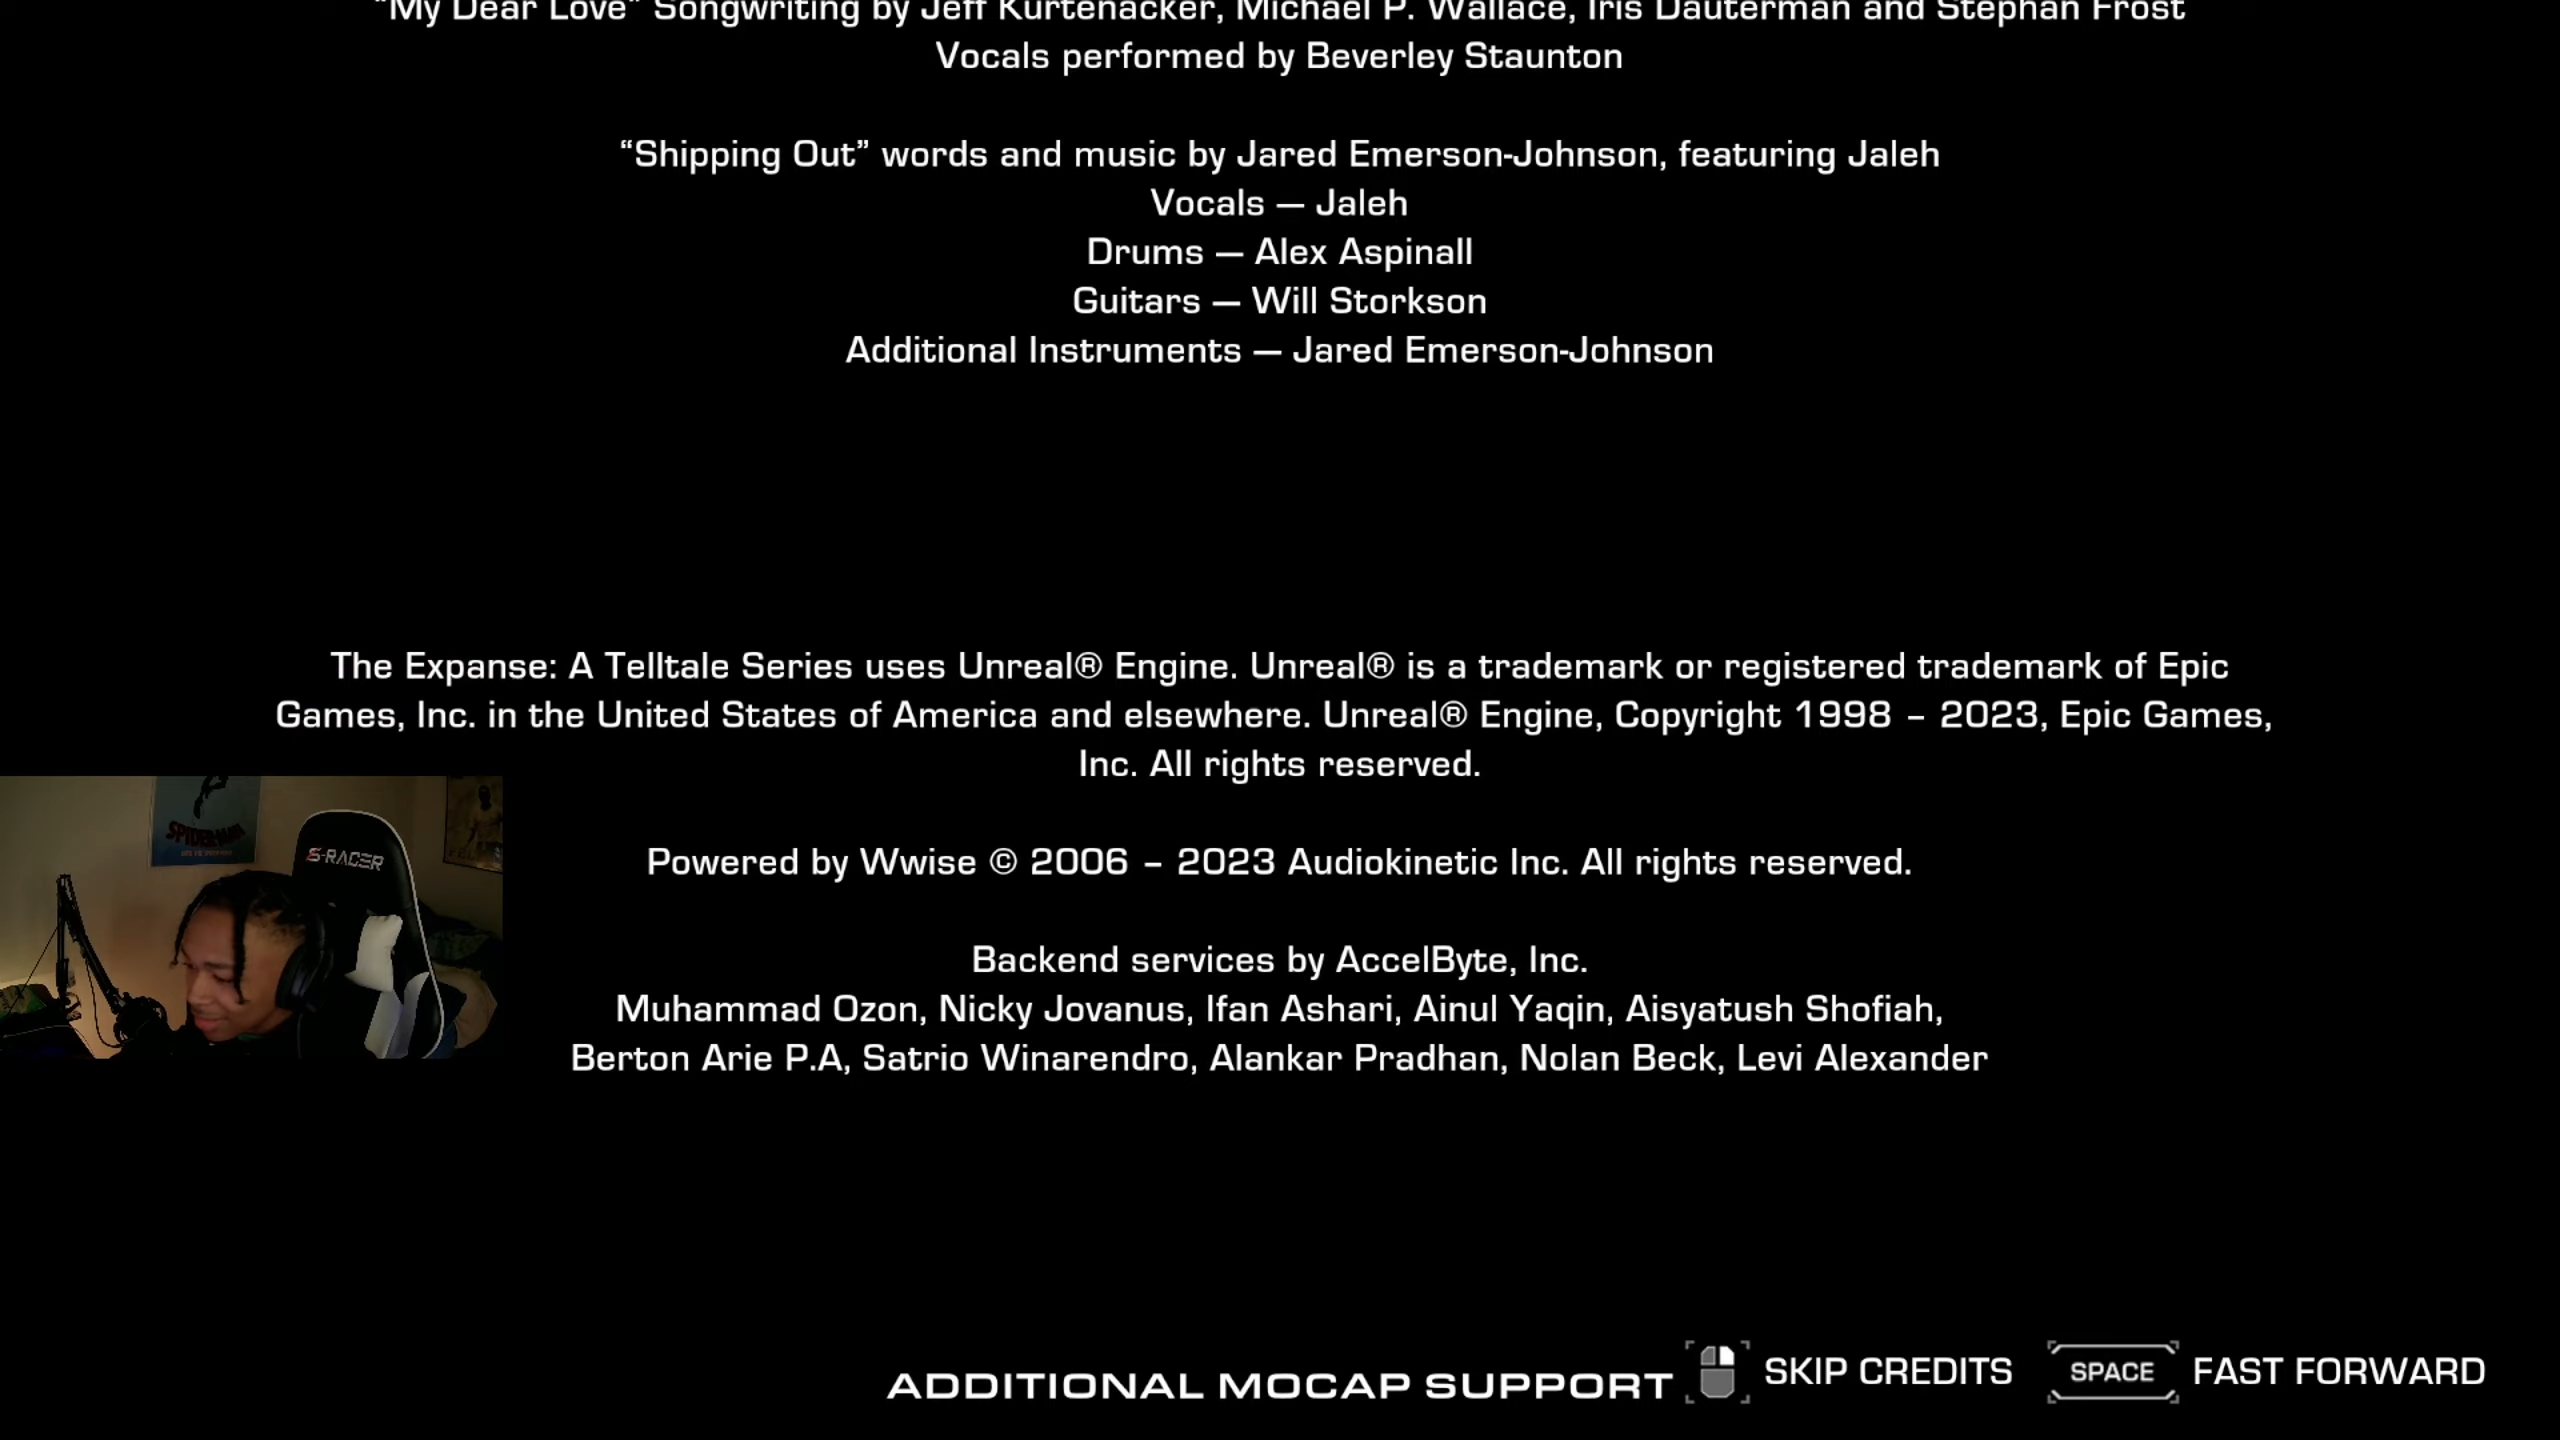 "My Dear Love" Songwriting by Jeff Kurtenacker, Michael P. Wallace, Iris Dauterman and Stephan Frost
Vocals performed by Beverley Staunton
“Shipping Out” words and music by Jared Emerson-Johnson, featuring Jaleh
Vocals — Jaleh
Drums — Alex Aspinall
Guitars — Will Storkson
Additional Instruments — Jared Emerson-Johnson
The Expanse: A Telltale Series uses Unreal® Engine. Unreal® is a trademark or registered trademark of Epic
Games, Inc. in the United States of America and elsewhere. Unreal® Engine, Copyright 1998 – 2023, Epic Games,
Inc. All rights reserved.
SPIDER-MAN
S-RACER
Powered by Wwise © 2006 – 2023 Audiokinetic Inc. All rights reserved.
Backend services by AccelByte, Inc.
Muhammad Ozon, Nicky Jovanus, Ifan Ashari, Ainul Yaqin, Aisyatush Shofiah,
Berton Arie P.A, Satrio Winarendro, Alankar Pradhan, Nolan Beck, Levi Alexander
ADDITIONAL MOCAP SUPPORT
SKIP CREDITS
SPACE FAST FORWARD